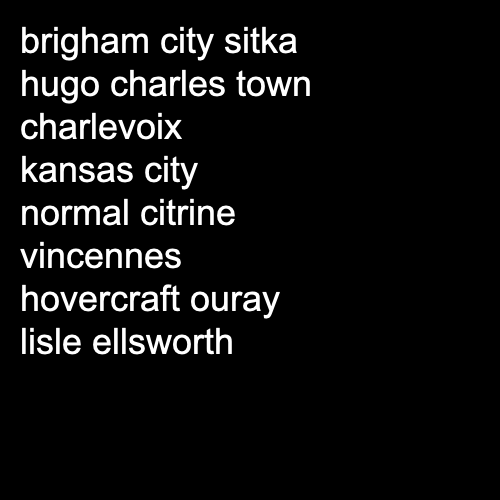 brigham city sitka
hugo charles town
charlevoix
kansas city
normal citrine
vincennes
hovercraft ouray
lisle ellsworth